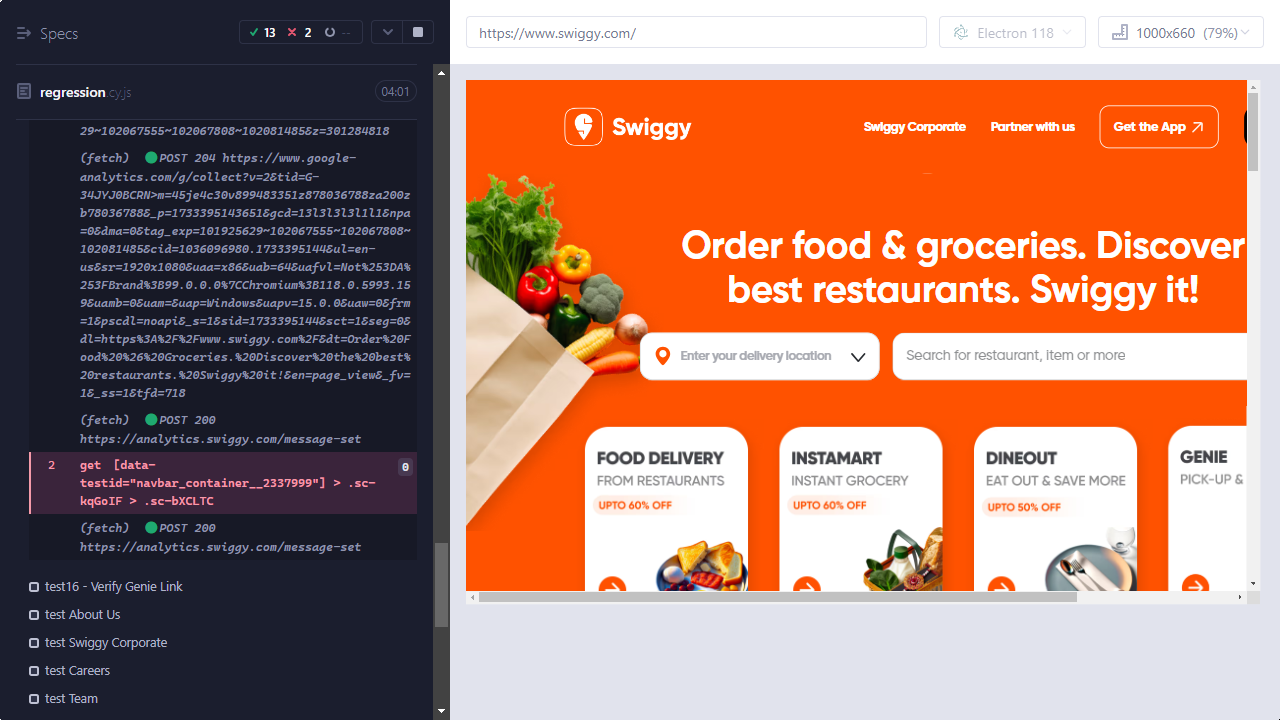 Specs
13
2
--
regression.cy.js
04:01
29~102067555~102067808~102081485&z=301284818
(fetch) POST 204 https://www.google-
analytics.com/g/collect?v=2&tid=G-
34JYJ0BCRN>m=45je4c30v899483351z878036788za200z
b78036788&_p=1733395143651&gcd=13l3l3l3l1l1&npa
=0&dma=0&tag_exp=101925629~102067555~102067808~
102081485&cid=1036096980.1733395144&ul=en-
us&sr=1920x1080&uaa=x86&uab=64&uafvl=Not%253DA%
253FBrand%3B99.0.0.0%7CChromium%3B118.0.5993.15
9&uamb=0&uam=&uap=Windows&uapv=15.0.0&uaw=0&frm
=1&pscdl=noapi&_s=1&sid=1733395144&sct=1&seg=0&
dl=https%3A%2F%2Fwww.swiggy.com%2F&dt=Order%20F
ood%20%26%20Groceries.%20Discover%20the%20best%
20restaurants.%20Swiggy%20it!&en=page_view&_fv=
1&_ss=1&tfd=718
(fetch) POST 200
https://analytics.swiggy.com/message-set
2 get [data-
testid="navbar_container__2337999"] > .sc-
kqGoIF > .sc-bXCLTC
0
(fetch) POST 200
https://analytics.swiggy.com/message-set
test16 - Verify Genie Link
test About Us
test Swiggy Corporate
test Careers
test Team
https://www.swiggy.com/
Electron 118
1000x660 (79%)
Swiggy
Swiggy Corporate
Partner with us
Get the App
Order food & groceries. Discover
best restaurants. Swiggy it!
Enter your delivery location
Search for restaurant, item or more
FOOD DELIVERY
FROM RESTAURANTS
UPTO 60% OFF
INSTAMART
INSTANT GROCERY
UPTO 60% OFF
DINEOUT
EAT OUT & SAVE MORE
UPTO 50% OFF
GENIE
PICK-UP &